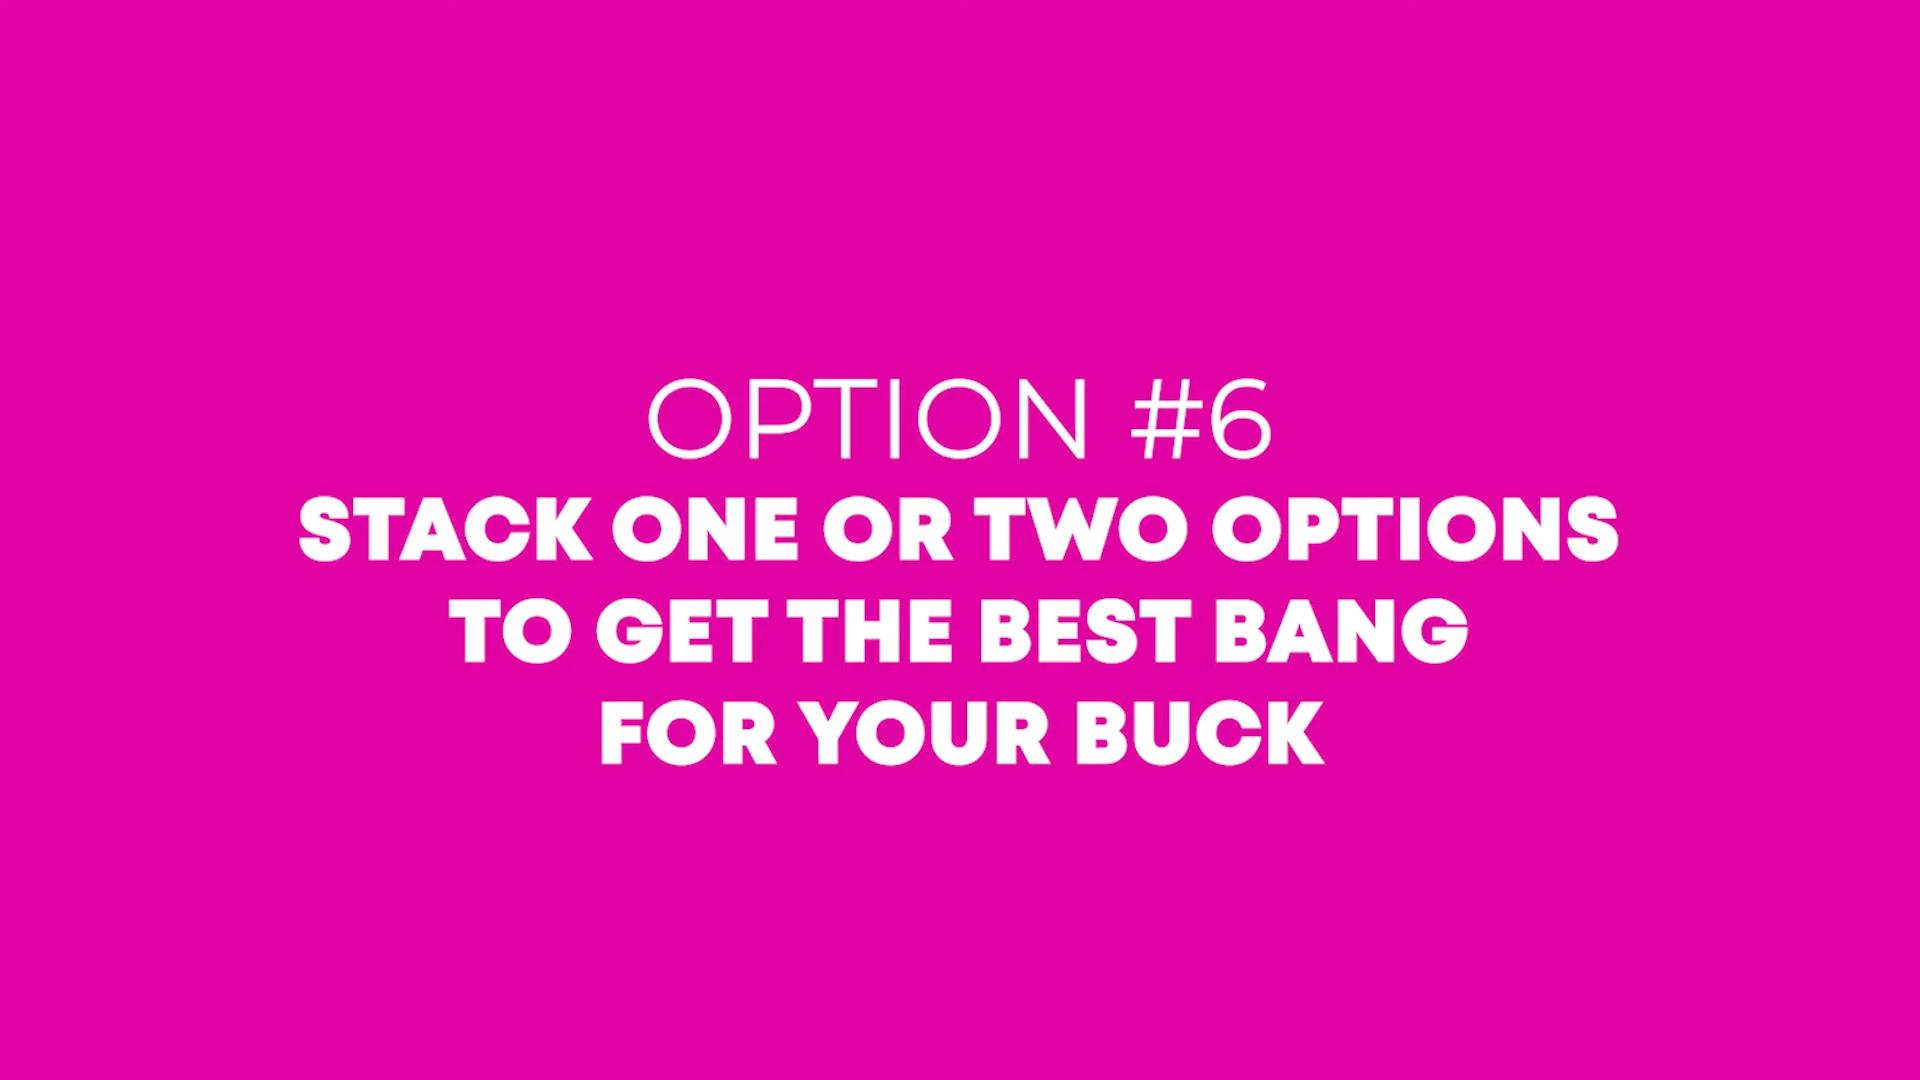 OPTION #6
STACK ONE OR TWO OPTIONS
TO GET THE BEST BANG
FOR YOUR BUCK